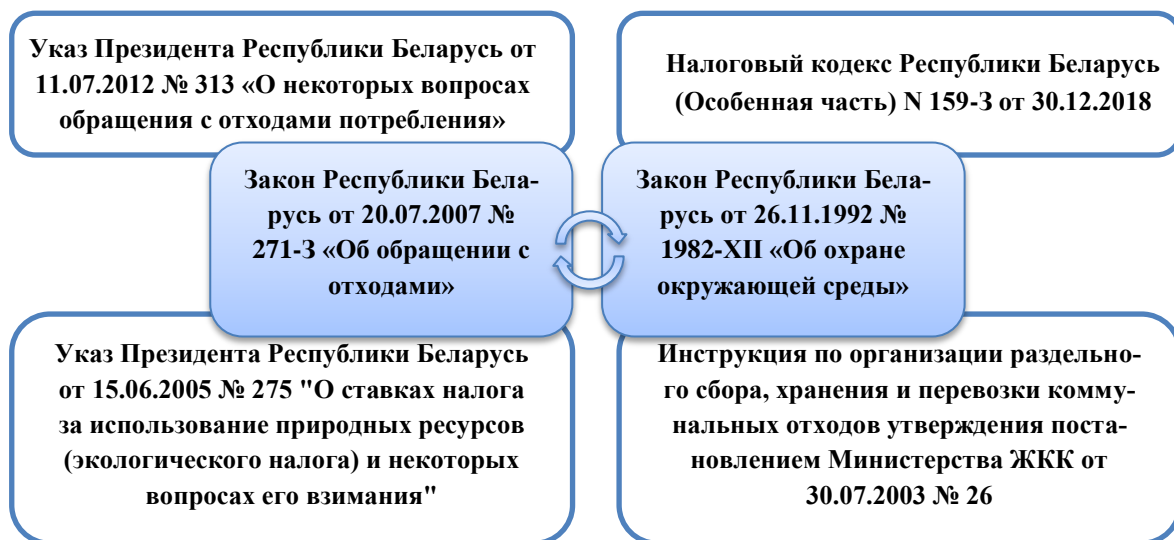 Указ Президента Республики Беларусь от
11.07.2012 № 313 «О некоторых вопросах
обращения с отходами потребления»
Налоговый кодекс Республики Беларусь
(Особенная часть) N 159-З от 30.12.2018
Закон Республики Бела-
русь от 20.07.2007 №
271-З «Об обращении с
отходами»
Закон Республики Бела-
русь от 26.11.1992 №
1982-XII «Об охране
окружающей среды»
Указ Президента Республики Беларусь
от 15.06.2005 № 275 "О ставках налога
за использование природных ресурсов
(экологического налога) и некоторых
вопросах его взимания"
Инструкция по организации раздельно-
го сбора, хранения и перевозки комму-
нальных отходов утверждения поста-
новлением Министерства ЖКК от
30.07.2003 № 26